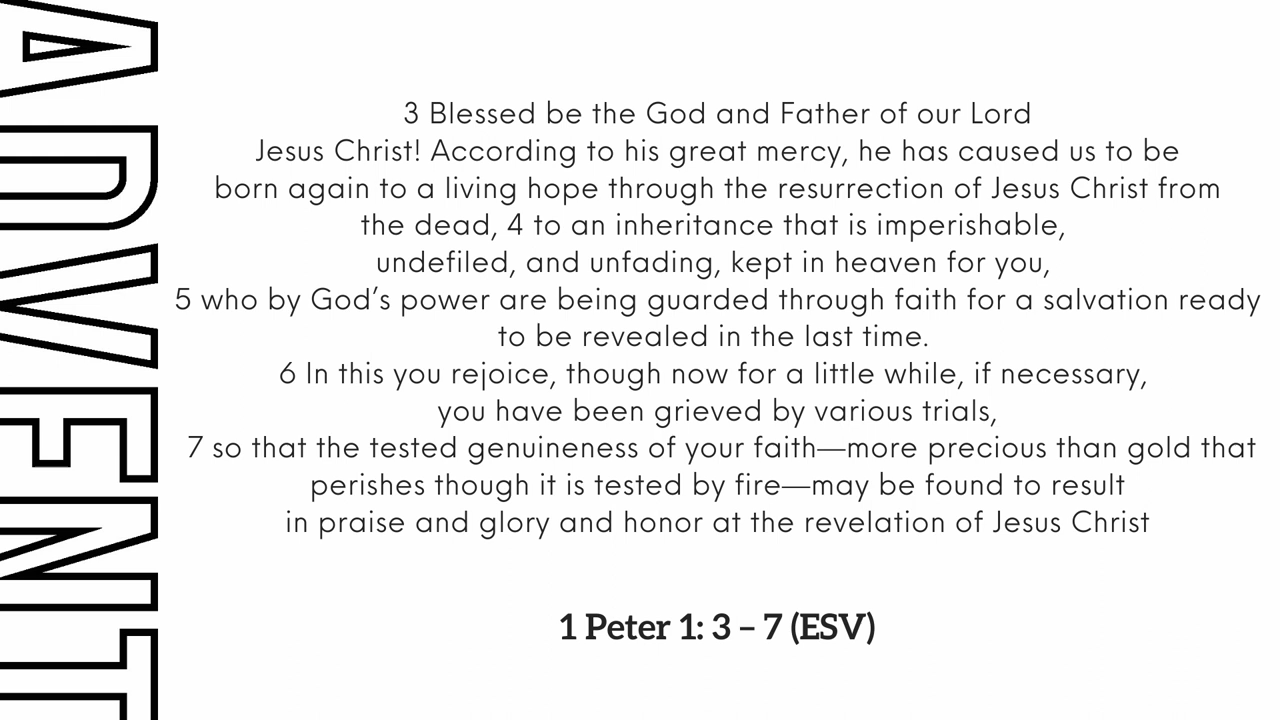 ADVENT
3 Blessed be the God and Father of our Lord
Jesus Christ! According to his great mercy, he has caused us to be
born again to a living hope through the resurrection of Jesus Christ from
the dead, 4 to an inheritance that is imperishable,
undefiled, and unfading, kept in heaven for you,
5 who by God’s power are being guarded through faith for a salvation ready
to be revealed in the last time.
6 In this you rejoice, though now for a little while, if necessary,
you have been grieved by various trials,
7 so that the tested genuineness of your faith—more precious than gold that
perishes though it is tested by fire—may be found to result
in praise and glory and honor at the revelation of Jesus Christ
1 Peter 1: 3 – 7 (ESV)